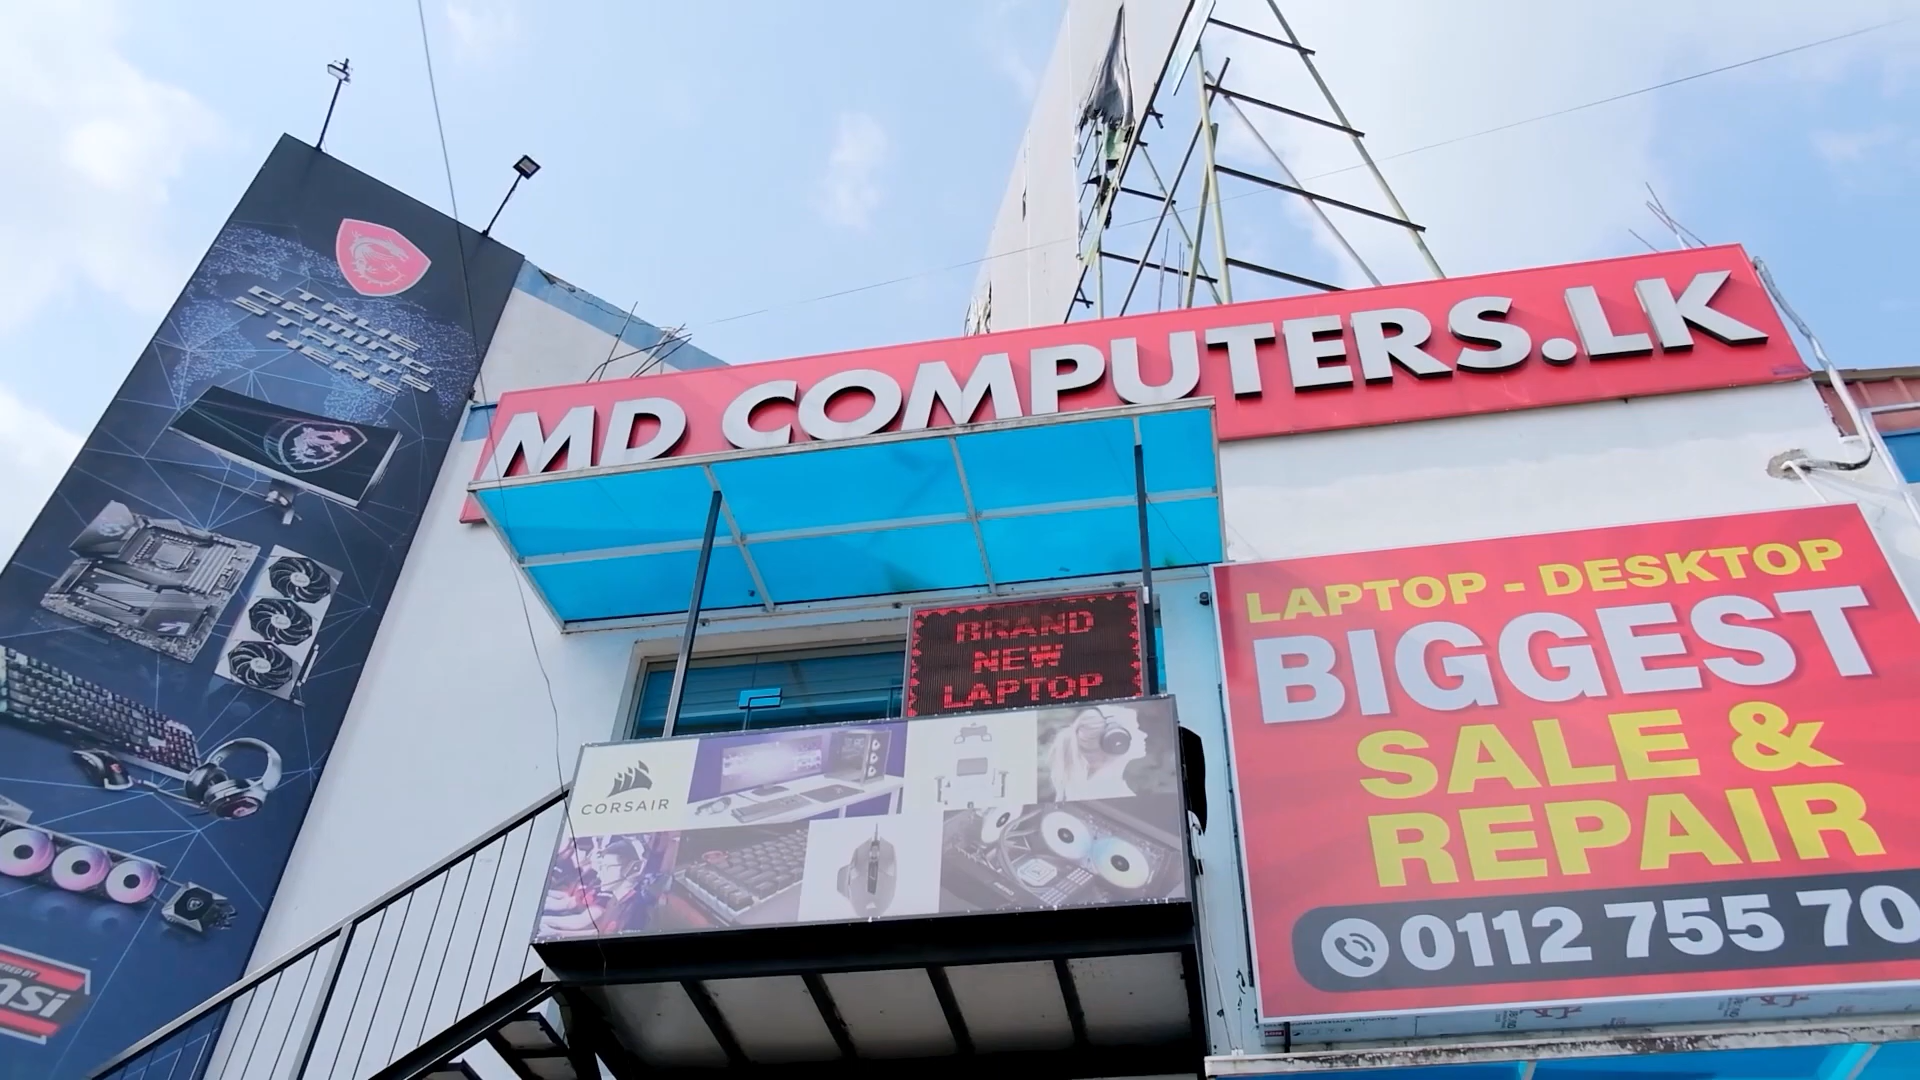 TRUE
GAMING
STARTS
HERE
MD COMPUTERS.LK
BRAND
NEW
LAPTOP
CORSAIR
LAPTOP - DESKTOP
BIGGEST
SALE &
REPAIR
0112 755 70
msi